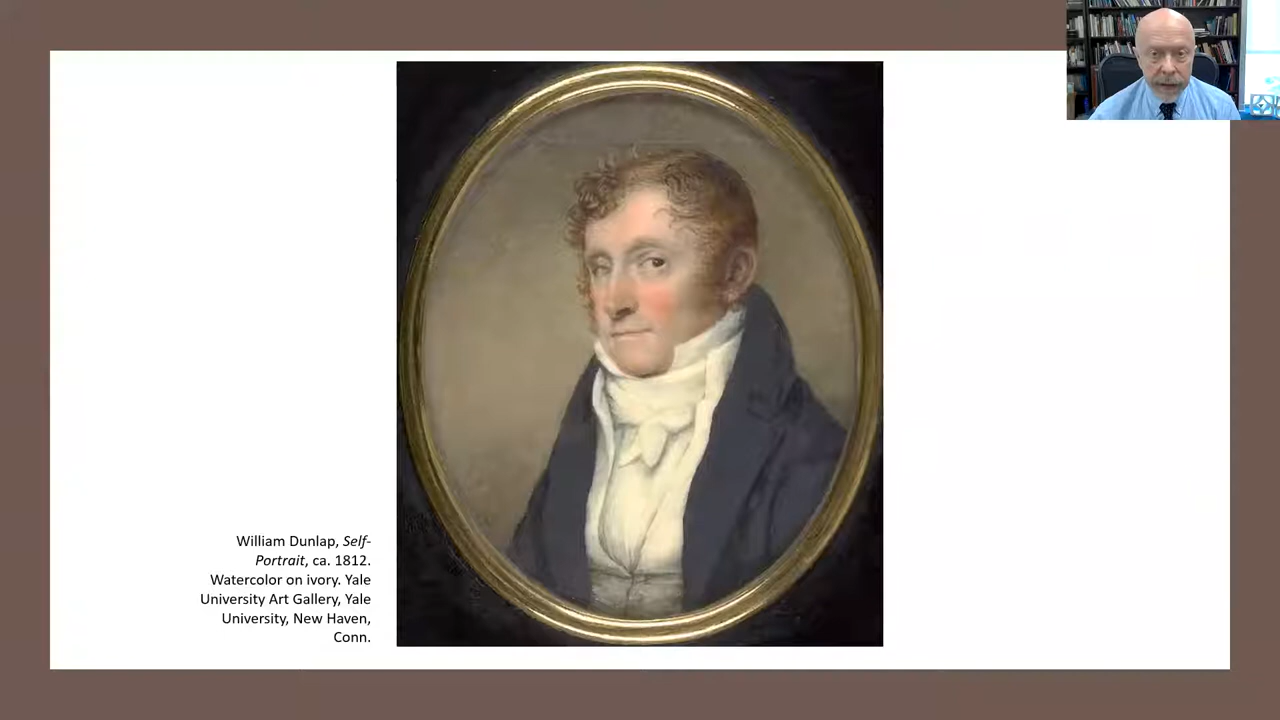 William Dunlap, Self-
Portrait, ca. 1812.
Watercolor on ivory. Yale
University Art Gallery, Yale
University, New Haven,
Conn.